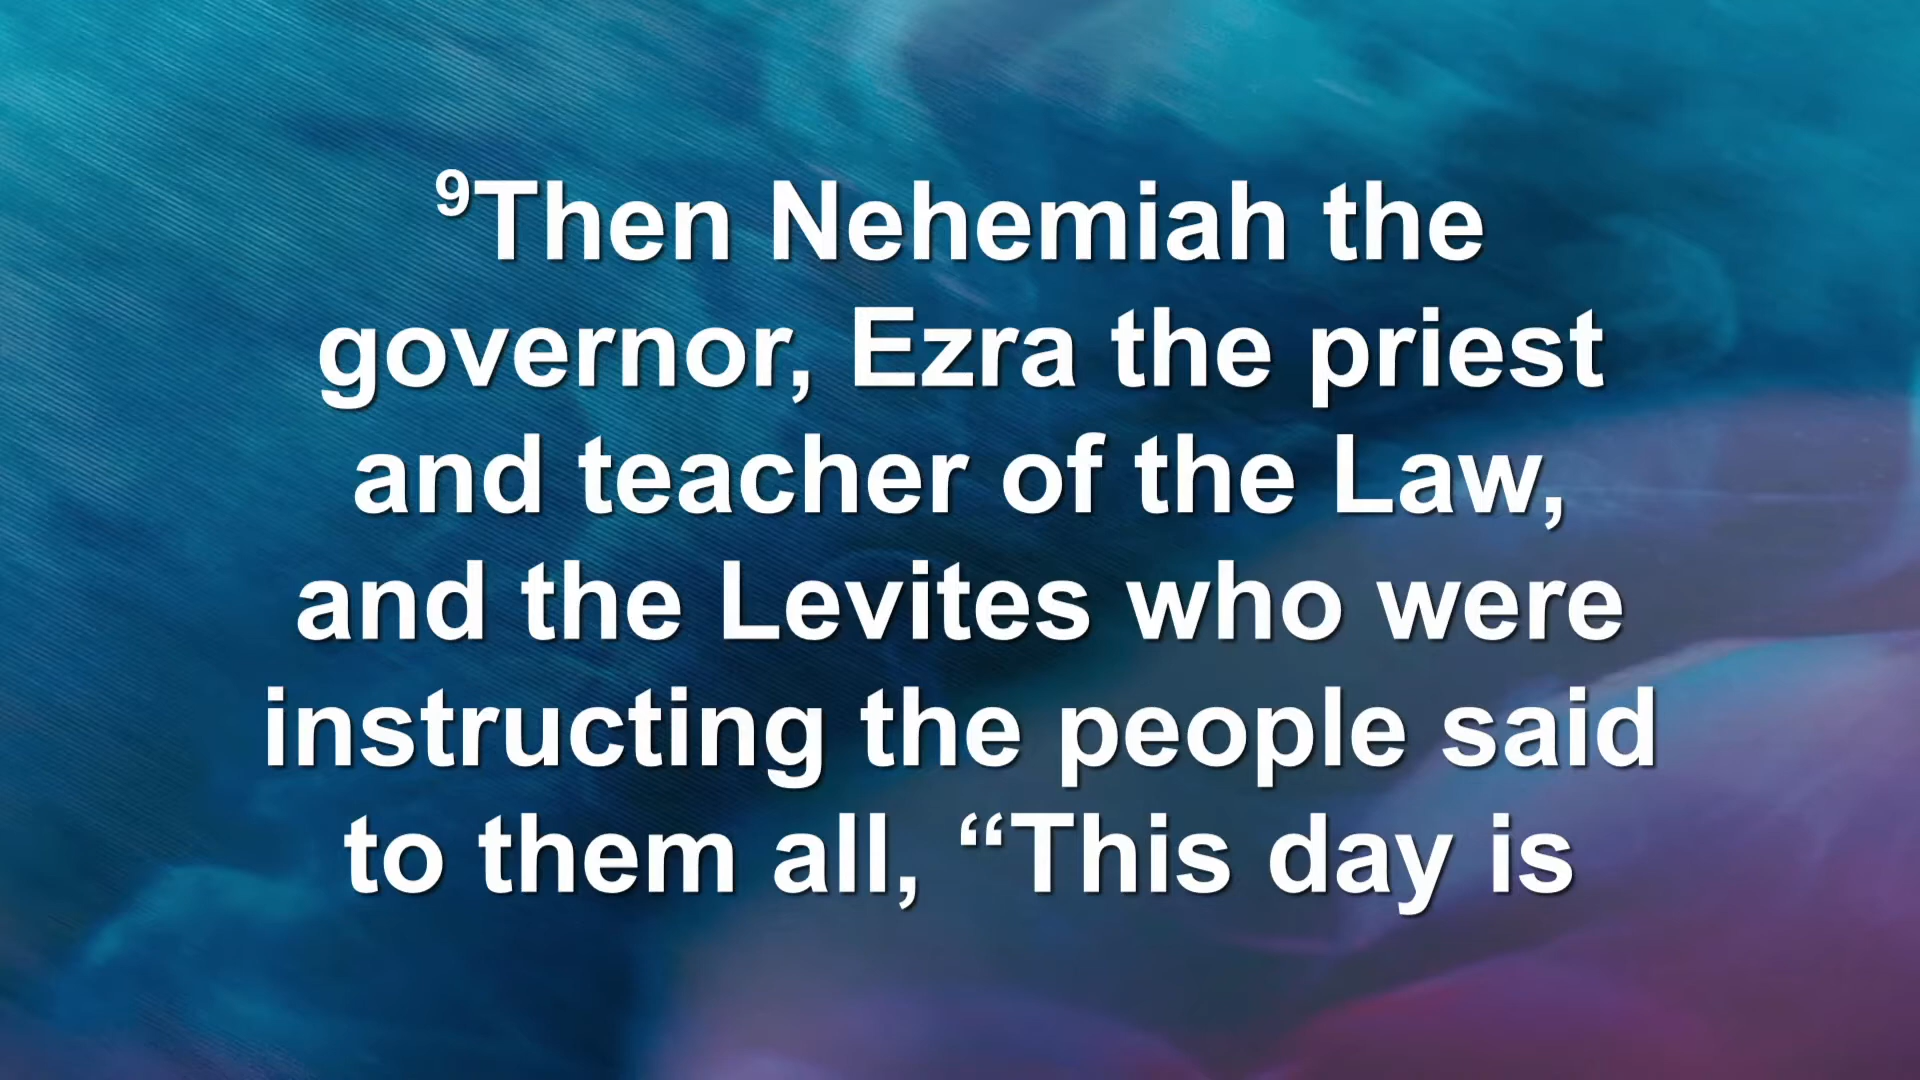 ⁹Then Nehemiah the
governor, Ezra the priest
and teacher of the Law,
and the Levites who were
instructing the people said
to them all, “This day is